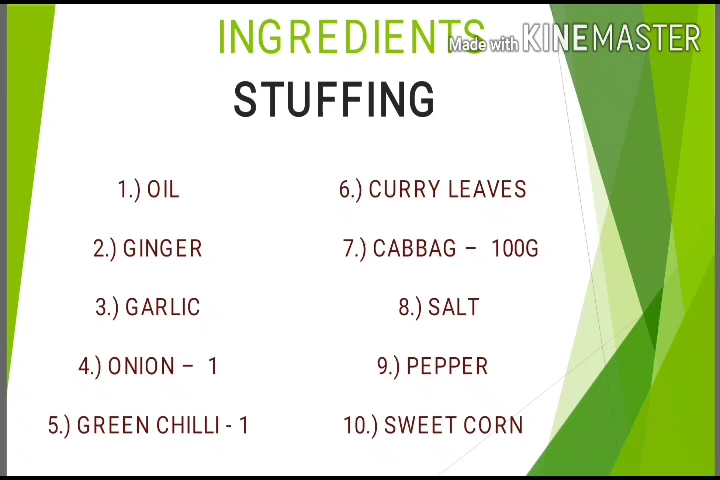 INGREDIENTS
Made with KINEMASTER
STUFFING
1.) OIL
2.) GINGER
3.) GARLIC
4.) ONION – 1
5.) GREEN CHILLI - 1
6.) CURRY LEAVES
7.) CABBAG – 100G
8.) SALT
9.) PEPPER
10.) SWEET CORN